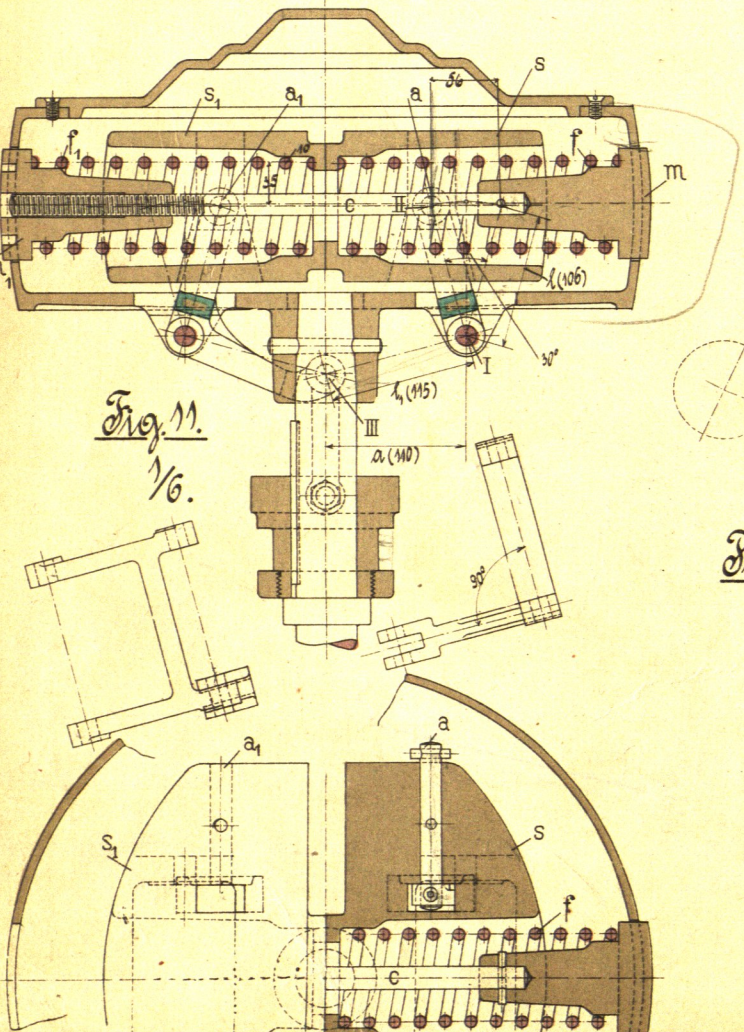 56
S
S₁
a₁
a
f₁
10
f
35
m
C
II
l (106)
30°
I
l₁ (115)
III
a (110)
Fig. 11.
1/6.
90°
a₁
a
S₁
S
f
C